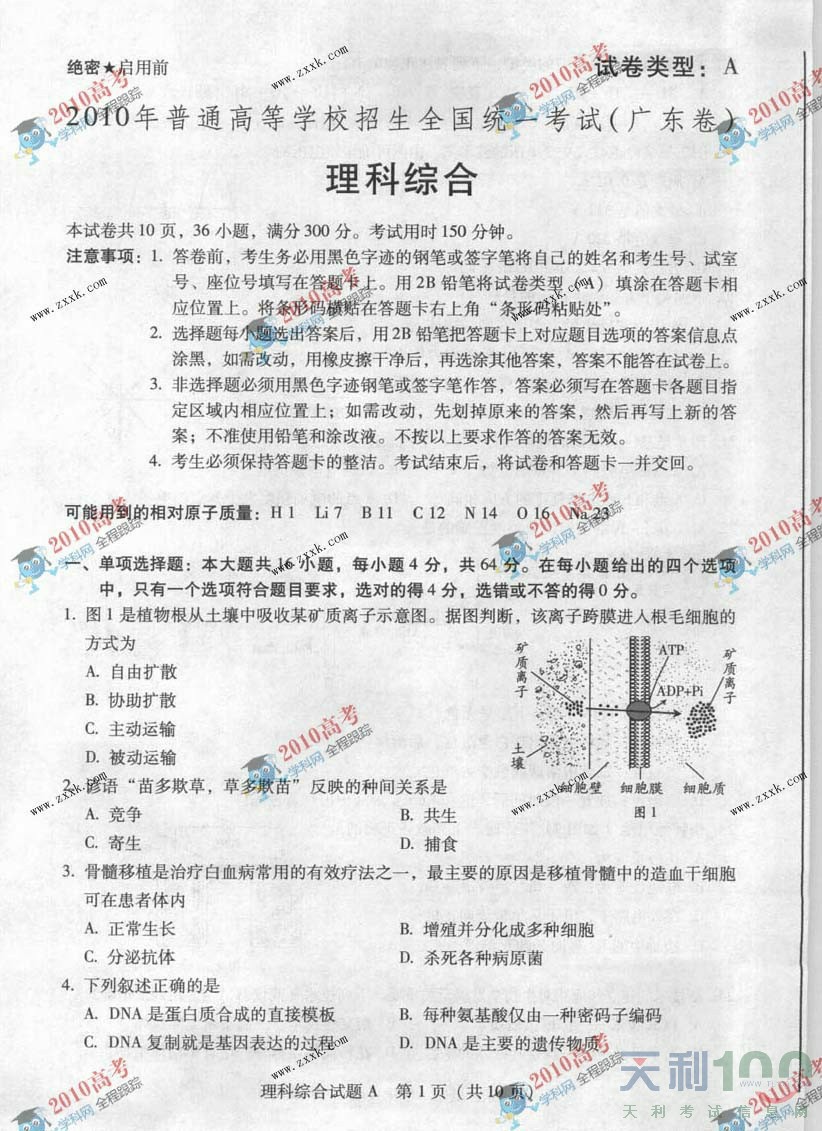 绝密★启用前
试卷类型：A
2010年普通高等学校招生全国统一考试(广东卷)
理科综合
本试卷共10页，36小题，满分300分。考试用时150分钟。
注意事项：1. 答卷前，考生务必用黑色字迹的钢笔或签字笔将自己的姓名和考生号、试室
号、座位号填写在答题卡上。用2B铅笔将试卷类型（A）填涂在答题卡相
应位置上。将条形码横贴在答题卡右上角“条形码粘贴处”。
2. 选择题每小题选出答案后，用2B铅笔把答题卡上对应题目选项的答案信息点
涂黑，如需改动，用橡皮擦干净后，再选涂其他答案，答案不能答在试卷上。
3. 非选择题必须用黑色字迹钢笔或签字笔作答，答案必须写在答题卡各题目指
定区域内相应位置上；如需改动，先划掉原来的答案，然后再写上新的答
案；不准使用铅笔和涂改液。不按以上要求作答的答案无效。
4. 考生必须保持答题卡的整洁。考试结束后，将试卷和答题卡一并交回。
可能用到的相对原子质量：H 1 Li 7 B 11 C 12 N 14 O 16 Na 23
一、单项选择题：本大题共16小题，每小题4分，共64分。在每小题给出的四个选项
中，只有一个选项符合题目要求，选对的得4分，选错或不答的得0分。
1. 图1是植物根从土壤中吸收某矿质离子示意图。据图判断，该离子跨膜进入根毛细胞的
方式为
A. 自由扩散
B. 协助扩散
C. 主动运输
D. 被动运输
矿质离子
ATP
ADP+Pi
矿质离子
土壤
细胞壁 细胞膜 细胞质
图1
2. 谚语“苗多欺草，草多欺苗”反映的种间关系是
A. 竞争 B. 共生
C. 寄生 D. 捕食
3. 骨髓移植是治疗白血病常用的有效疗法之一，最主要的原因是移植骨髓中的造血干细胞
可在患者体内
A. 正常生长 B. 增殖并分化成多种细胞
C. 分泌抗体 D. 杀死各种病原菌
4. 下列叙述正确的是
A. DNA是蛋白质合成的直接模板 B. 每种氨基酸仅由一种密码子编码
C. DNA复制就是基因表达的过程 D. DNA是主要的遗传物质
理科综合试题A 第1页（共10页）
2010高考
学科网 全程跟踪
www.zxxk.com
天利100
天利考试信息网